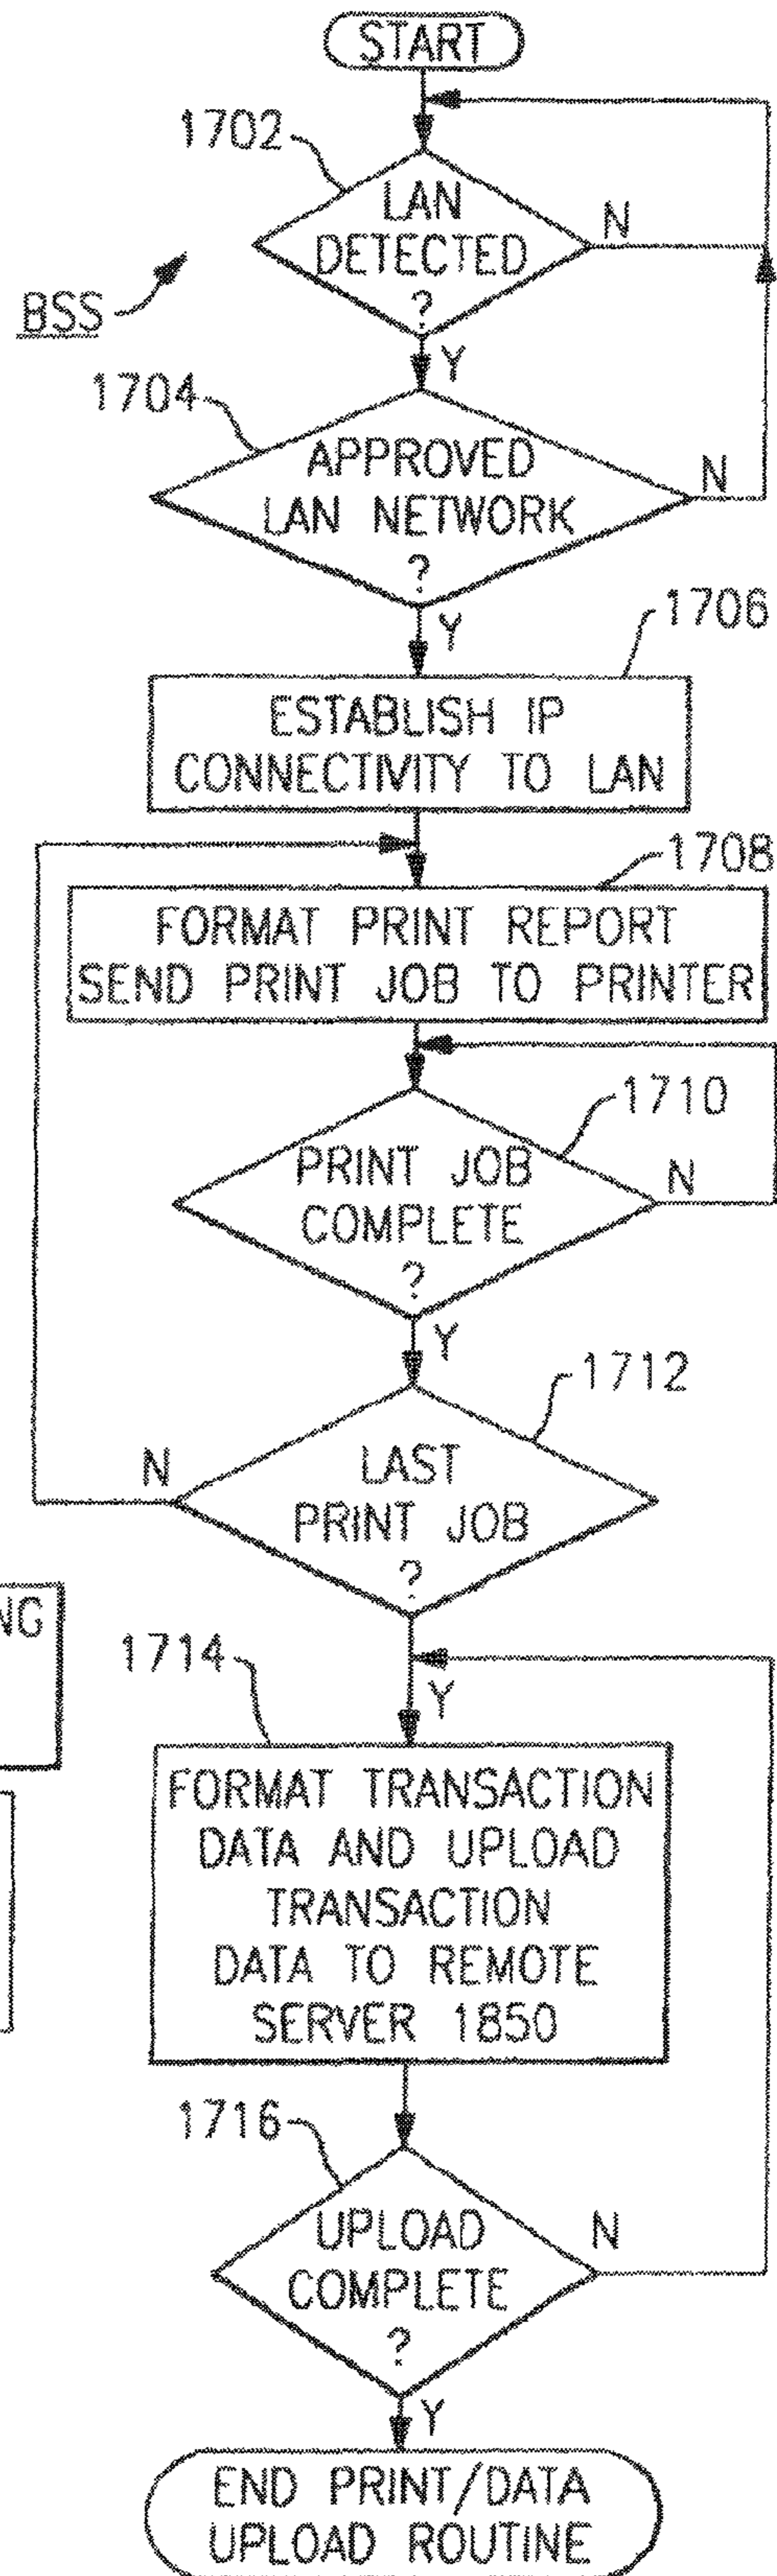 START
1702
LAN
DETECTED
?
N
BSS
Y
1704
APPROVED
LAN NETWORK
?
N
Y
1706
ESTABLISH IP
CONNECTIVITY TO LAN
1708
FORMAT PRINT REPORT
SEND PRINT JOB TO PRINTER
1710
PRINT JOB
COMPLETE
?
N
Y
1712
LAST
PRINT JOB
?
N
NG
1714
Y
FORMAT TRANSACTION
DATA AND UPLOAD
TRANSACTION
DATA TO REMOTE
SERVER 1850
1716
UPLOAD
COMPLETE
?
N
Y
END PRINT/DATA
UPLOAD ROUTINE